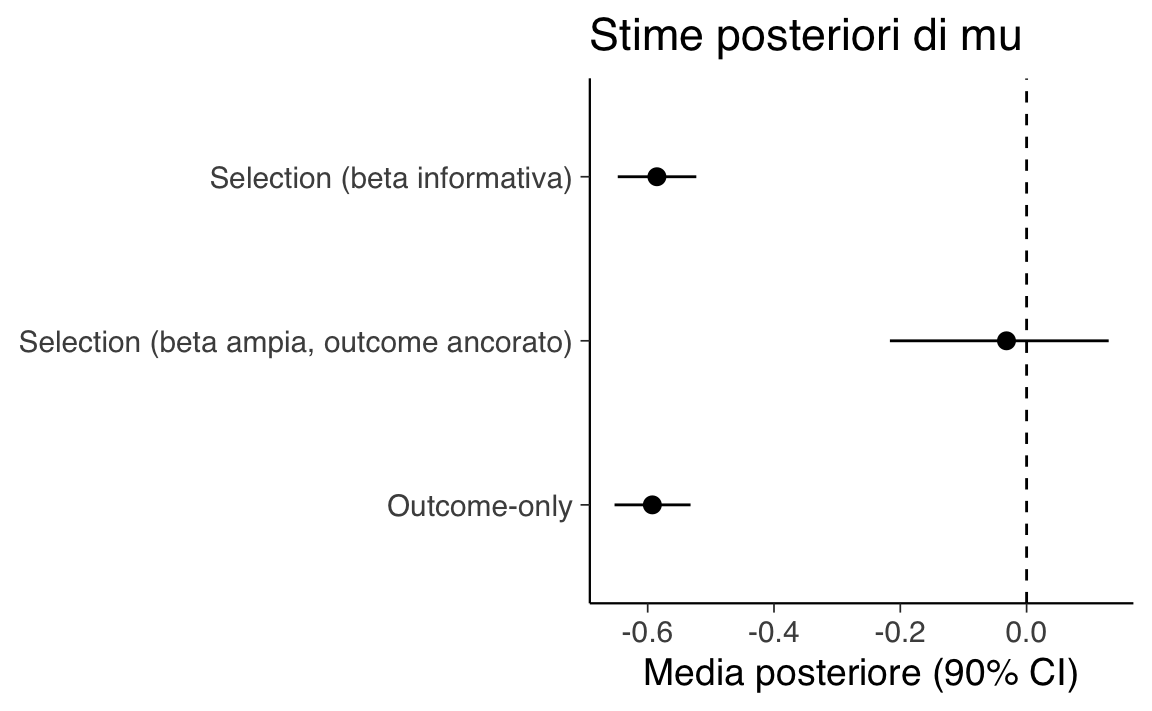 Stime posteriori di mu
Selection (beta informativa)
Selection (beta ampia, outcome ancorato)
Outcome-only
-0.6 -0.4 -0.2 0.0
Media posteriore (90% CI)